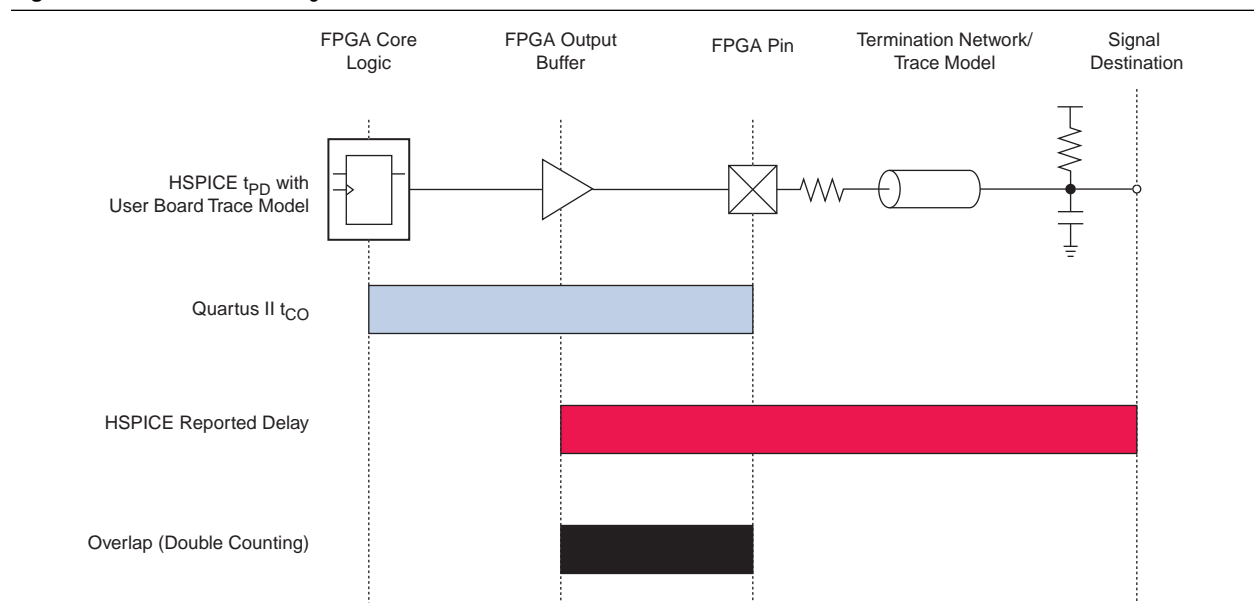 FPGA Core
Logic
FPGA Output
Buffer
FPGA Pin
Termination Network/
Trace Model
Signal
Destination
HSPICE tPD with
User Board Trace Model
Quartus II tCO
HSPICE Reported Delay
Overlap (Double Counting)